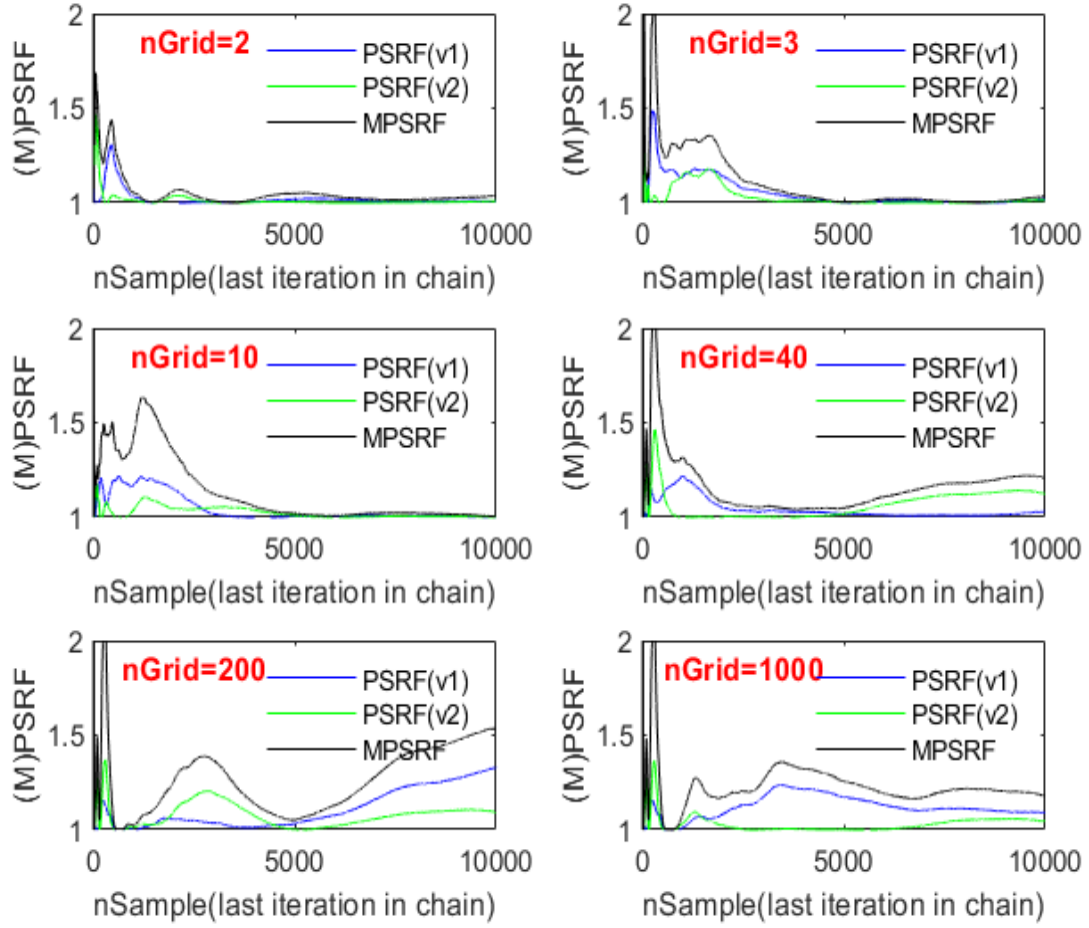 2
nGrid=2
PSRF(v1)
PSRF(v2)
MPSRF
1.5
1
(M)PSRF
0
5000
10000
nSample(last iteration in chain)
2
nGrid=3
PSRF(v1)
PSRF(v2)
MPSRF
1.5
1
(M)PSRF
0
5000
10000
nSample(last iteration in chain)
2
nGrid=10
PSRF(v1)
PSRF(v2)
MPSRF
1.5
1
(M)PSRF
0
5000
10000
nSample(last iteration in chain)
2
nGrid=40
PSRF(v1)
PSRF(v2)
MPSRF
1.5
1
(M)PSRF
0
5000
10000
nSample(last iteration in chain)
2
nGrid=200
PSRF(v1)
PSRF(v2)
MPSRF
1.5
1
(M)PSRF
0
5000
10000
nSample(last iteration in chain)
2
nGrid=1000
PSRF(v1)
PSRF(v2)
MPSRF
1.5
1
(M)PSRF
0
5000
10000
nSample(last iteration in chain)